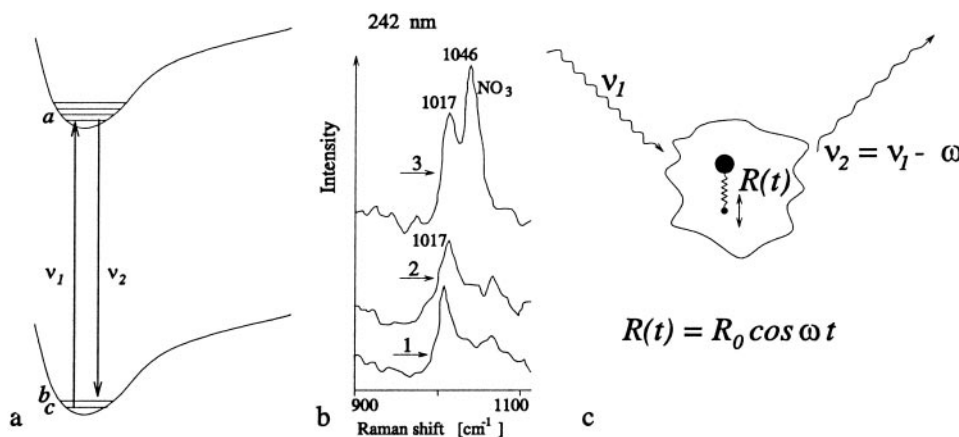 a
ν₁
ν₂
b
c
a
242 nm
1046
NO₃
1017
3
1017
2
1
Intensity
900
1100
Raman shift [cm⁻¹]
b
ν₁
ν₂ = ν₁ - ω
R(t)
R(t) = R₀ cos ω t
c